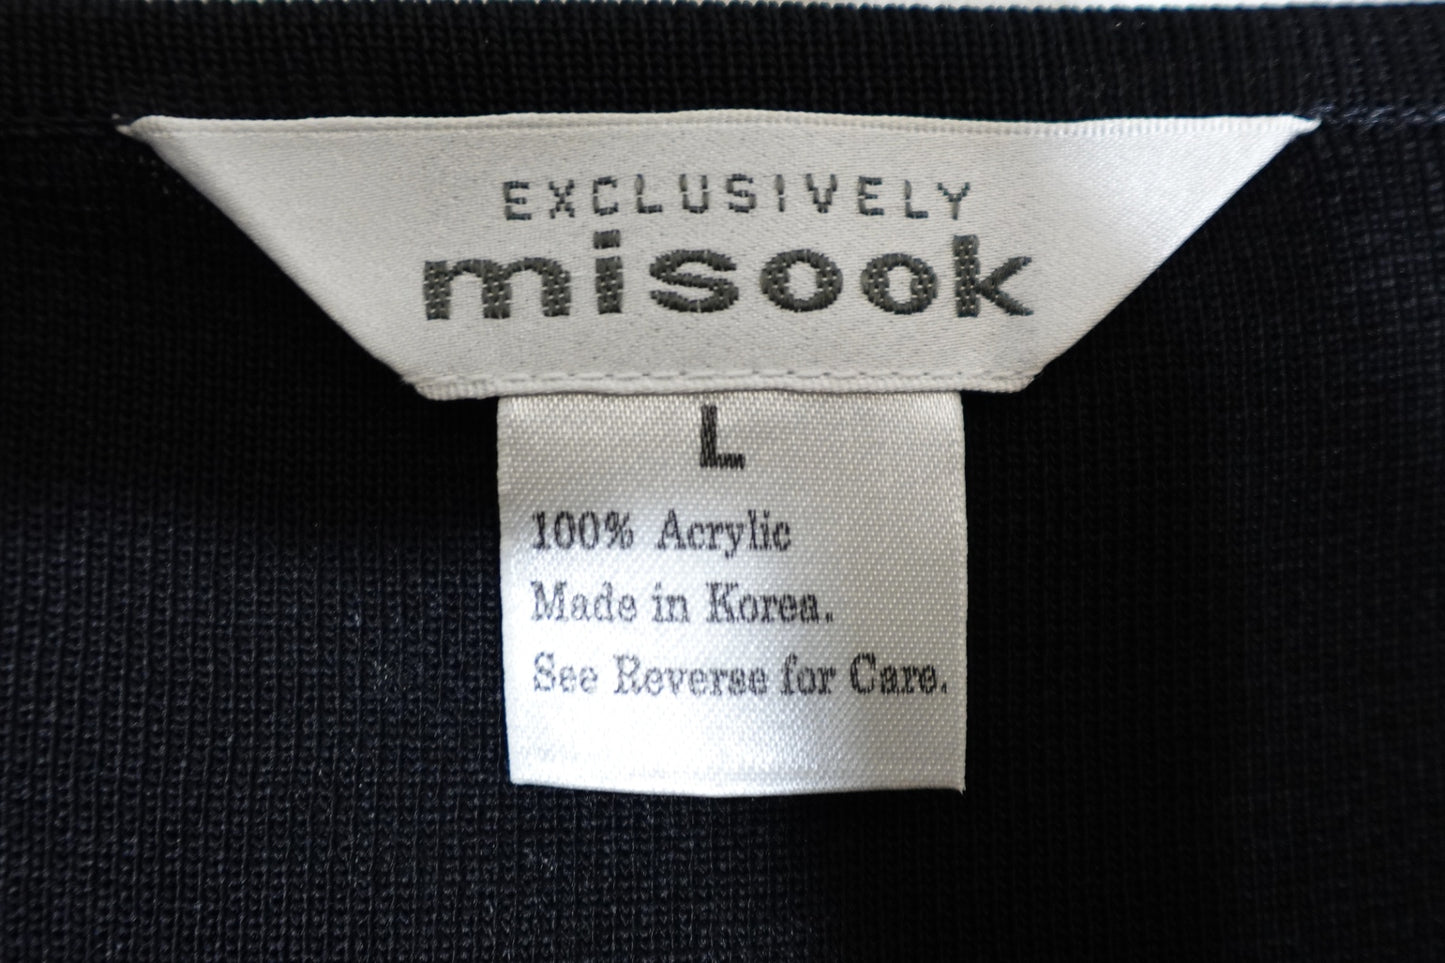 EXCLUSIVELY
misook
L
100% Acrylic
Made in Korea.
See Reverse for Care.